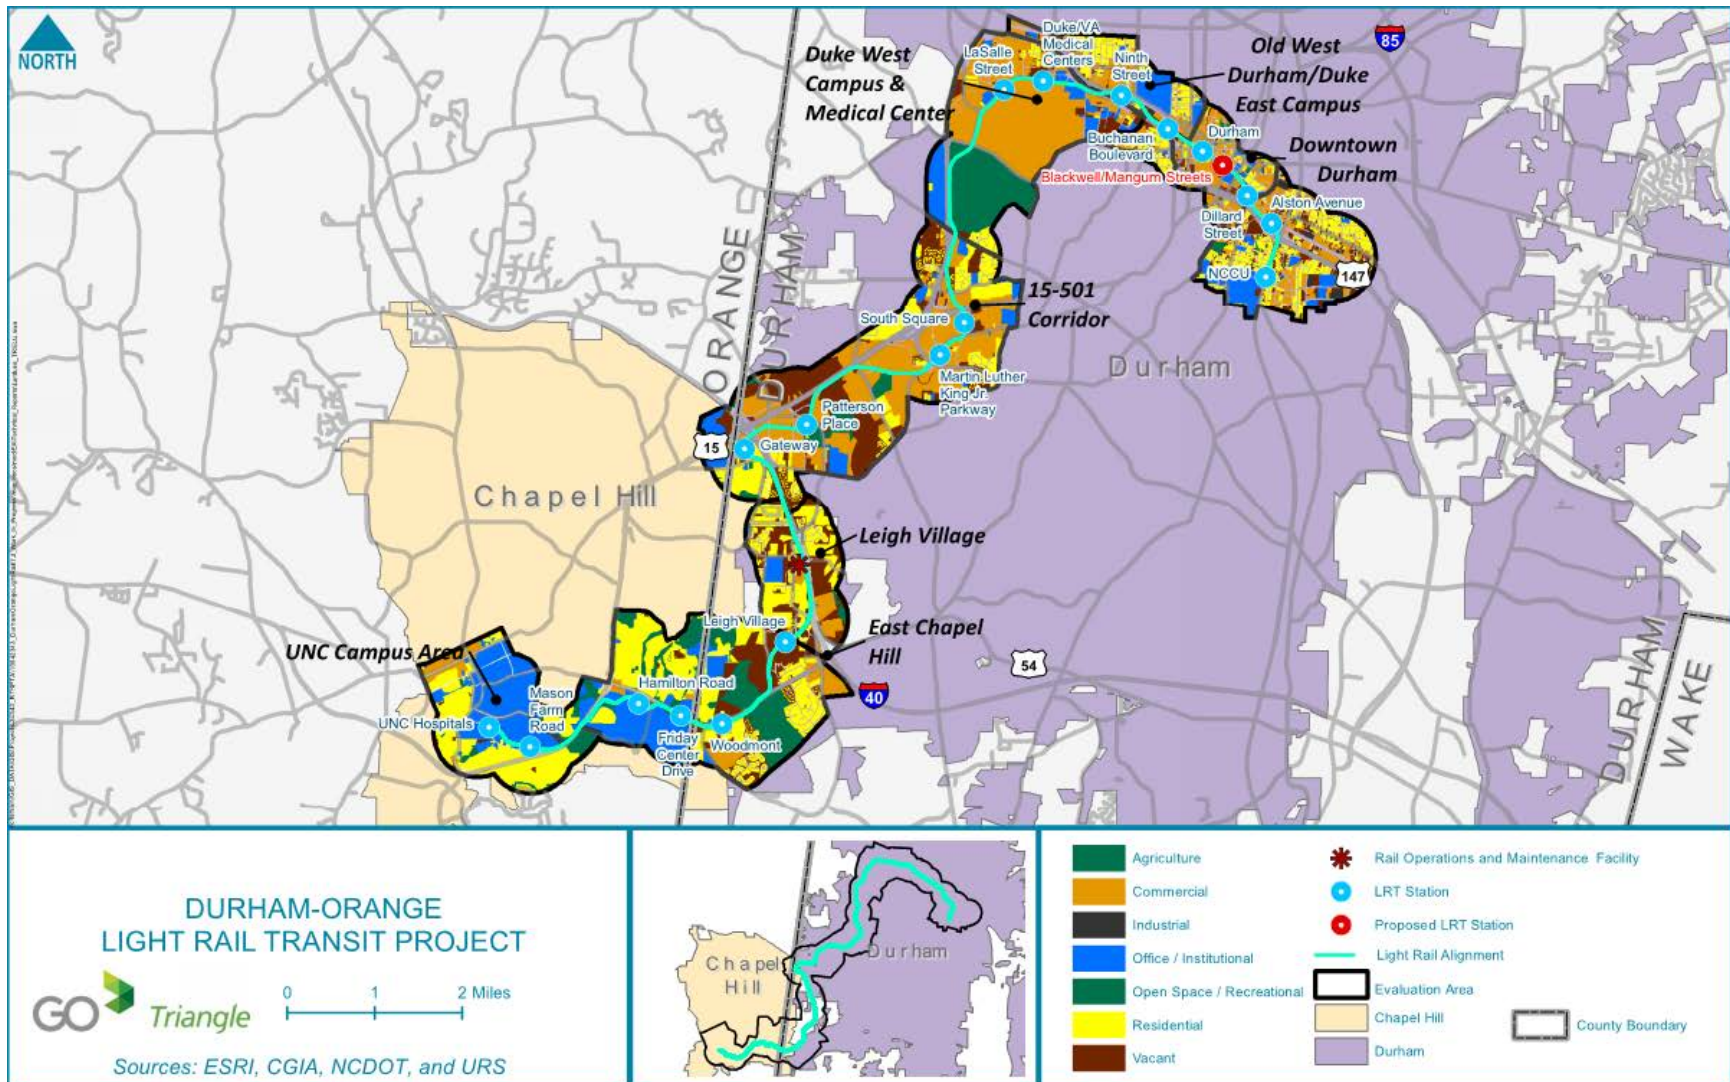 NORTH
Duke West
Campus &
Medical Center
LaSalle
Street
Duke/VA
Medical
Centers
Ninth
Street
Old West
Durham/Duke
East Campus
85
Buchanan
Boulevard
Durham
Downtown
Durham
Blackwell/Mangum Streets
Dillard
Street
Alston Avenue
NCCU
147
ORANGE
DURHAM
15-501
Corridor
South Square
Durham
Martin Luther
King Jr.
Parkway
Patterson
Place
15
Gateway
Chapel Hill
Leigh Village
Leigh Village
East Chapel
Hill
54
40
UNC Campus Area
Hamilton Road
Mason
Farm
Road
UNC Hospitals
Friday
Center
Drive
Woodmont
DURHAM
WAKE
DURHAM-ORANGE
LIGHT RAIL TRANSIT PROJECT
GO Triangle
0 1 2 Miles
Sources: ESRI, CGIA, NCDOT, and URS
Chapel
Hill
Durham
Agriculture
Commercial
Industrial
Office / Institutional
Open Space / Recreational
Residential
Vacant
Rail Operations and Maintenance Facility
LRT Station
Proposed LRT Station
Light Rail Alignment
Evaluation Area
Chapel Hill
Durham
County Boundary